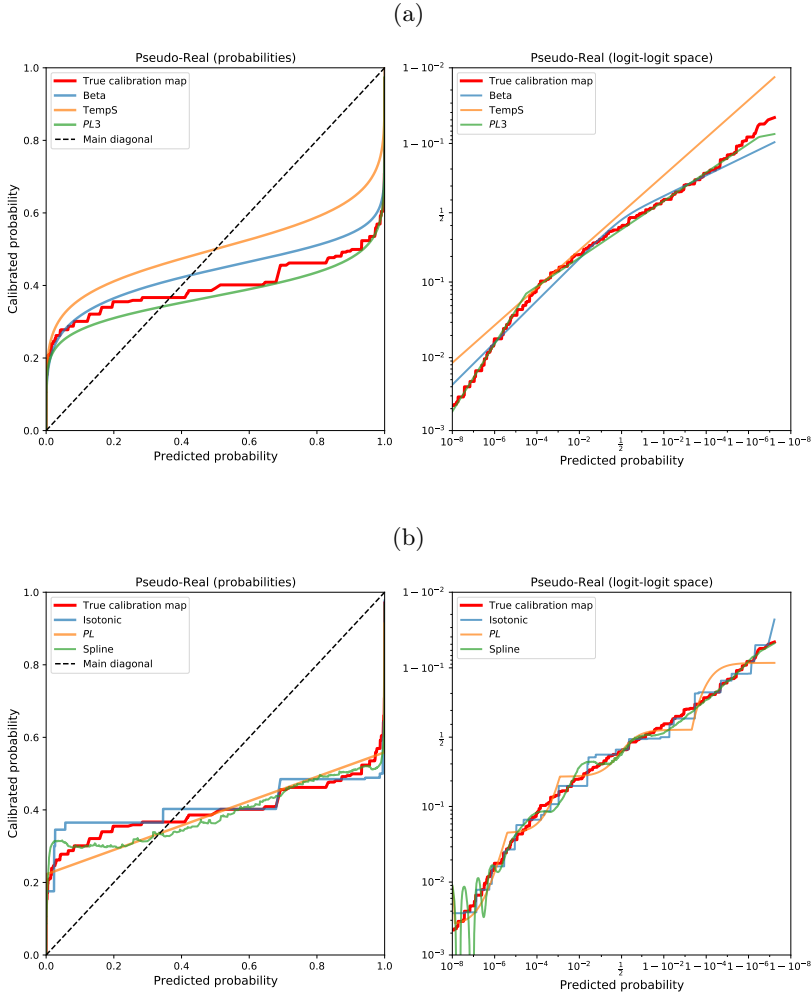 (a)
Pseudo-Real (probabilities)
Pseudo-Real (logit-logit space)
True calibration map
Beta
TempS
PL3
Main diagonal
True calibration map
Beta
TempS
PL3
Calibrated probability
1.0
0.8
0.6
0.4
0.2
0.0
0.0 0.2 0.4 0.6 0.8 1.0
Predicted probability
1−10⁻²
1−10⁻¹
½
10⁻¹
10⁻²
10⁻³
10⁻⁸ 10⁻⁶ 10⁻⁴ 10⁻² ½ 1−10⁻² 1−10⁻⁴ 1−10⁻⁶ 1−10⁻⁸
Predicted probability
(b)
Pseudo-Real (probabilities)
Pseudo-Real (logit-logit space)
True calibration map
Isotonic
PL
Spline
Main diagonal
True calibration map
Isotonic
PL
Spline
Calibrated probability
1.0
0.8
0.6
0.4
0.2
0.0
0.0 0.2 0.4 0.6 0.8 1.0
Predicted probability
1−10⁻²
1−10⁻¹
½
10⁻¹
10⁻²
10⁻³
10⁻⁸ 10⁻⁶ 10⁻⁴ 10⁻² ½ 1−10⁻² 1−10⁻⁴ 1−10⁻⁶ 1−10⁻⁸
Predicted probability